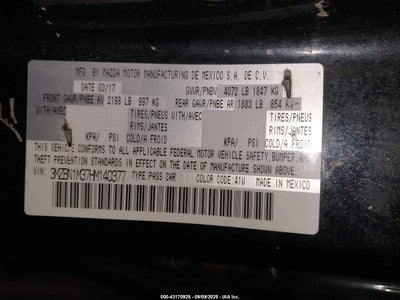 MFD. BY MAZDA MOTOR MANUFACTURING DE MEXICO S.A. DE C.V.
DATE 03/17 GVWR/PNBV 4072 LB 1847 KG
FRONT GAWR/PNBE AV 2198 LB 997 KG REAR GAWR/PNBE AR 1883 LB 854 KG
WITH/AVEC TIRES/PNEUS WITH/AVEC TIRES/PNEUS
RIMS/JANTES RIMS/JANTES
KPA/ PSI COLD/A FROID KPA/ PSI COLD/A FROID
THIS VEHICLE CONFORMS TO ALL APPLICABLE FEDERAL MOTOR VEHICLE SAFETY, BUMPER, AND
THEFT PREVENTION STANDARDS IN EFFECT ON THE DATE OF MANUFACTURE SHOWN ABOVE.
VIN: 3MZBN1M37HM140377 TYPE: PASS CAR COLOR CODE: 41W MADE IN MEXICO
000-43170928 - 09/09/2025 - IAA Corp